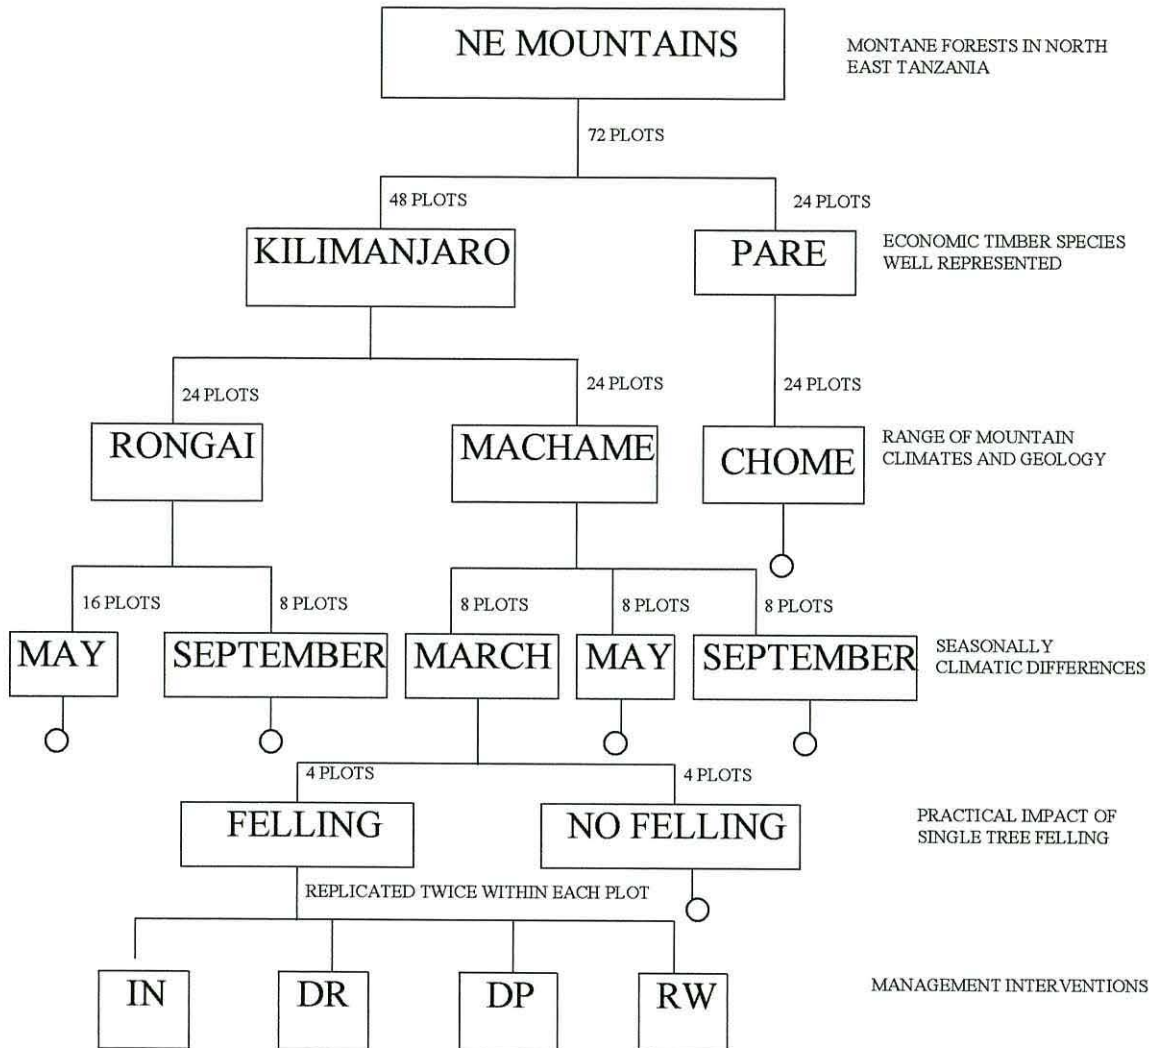 NE MOUNTAINS
MONTANE FORESTS IN NORTH
EAST TANZANIA
72 PLOTS
48 PLOTS
24 PLOTS
KILIMANJARO
PARE
ECONOMIC TIMBER SPECIES
WELL REPRESENTED
24 PLOTS
24 PLOTS
24 PLOTS
RONGAI
MACHAME
CHOME
RANGE OF MOUNTAIN
CLIMATES AND GEOLOGY
16 PLOTS
8 PLOTS
8 PLOTS
8 PLOTS
8 PLOTS
MAY
SEPTEMBER
MARCH
MAY
SEPTEMBER
SEASONALLY
CLIMATIC DIFFERENCES
4 PLOTS
4 PLOTS
FELLING
NO FELLING
PRACTICAL IMPACT OF
SINGLE TREE FELLING
REPLICATED TWICE WITHIN EACH PLOT
IN
DR
DP
RW
MANAGEMENT INTERVENTIONS